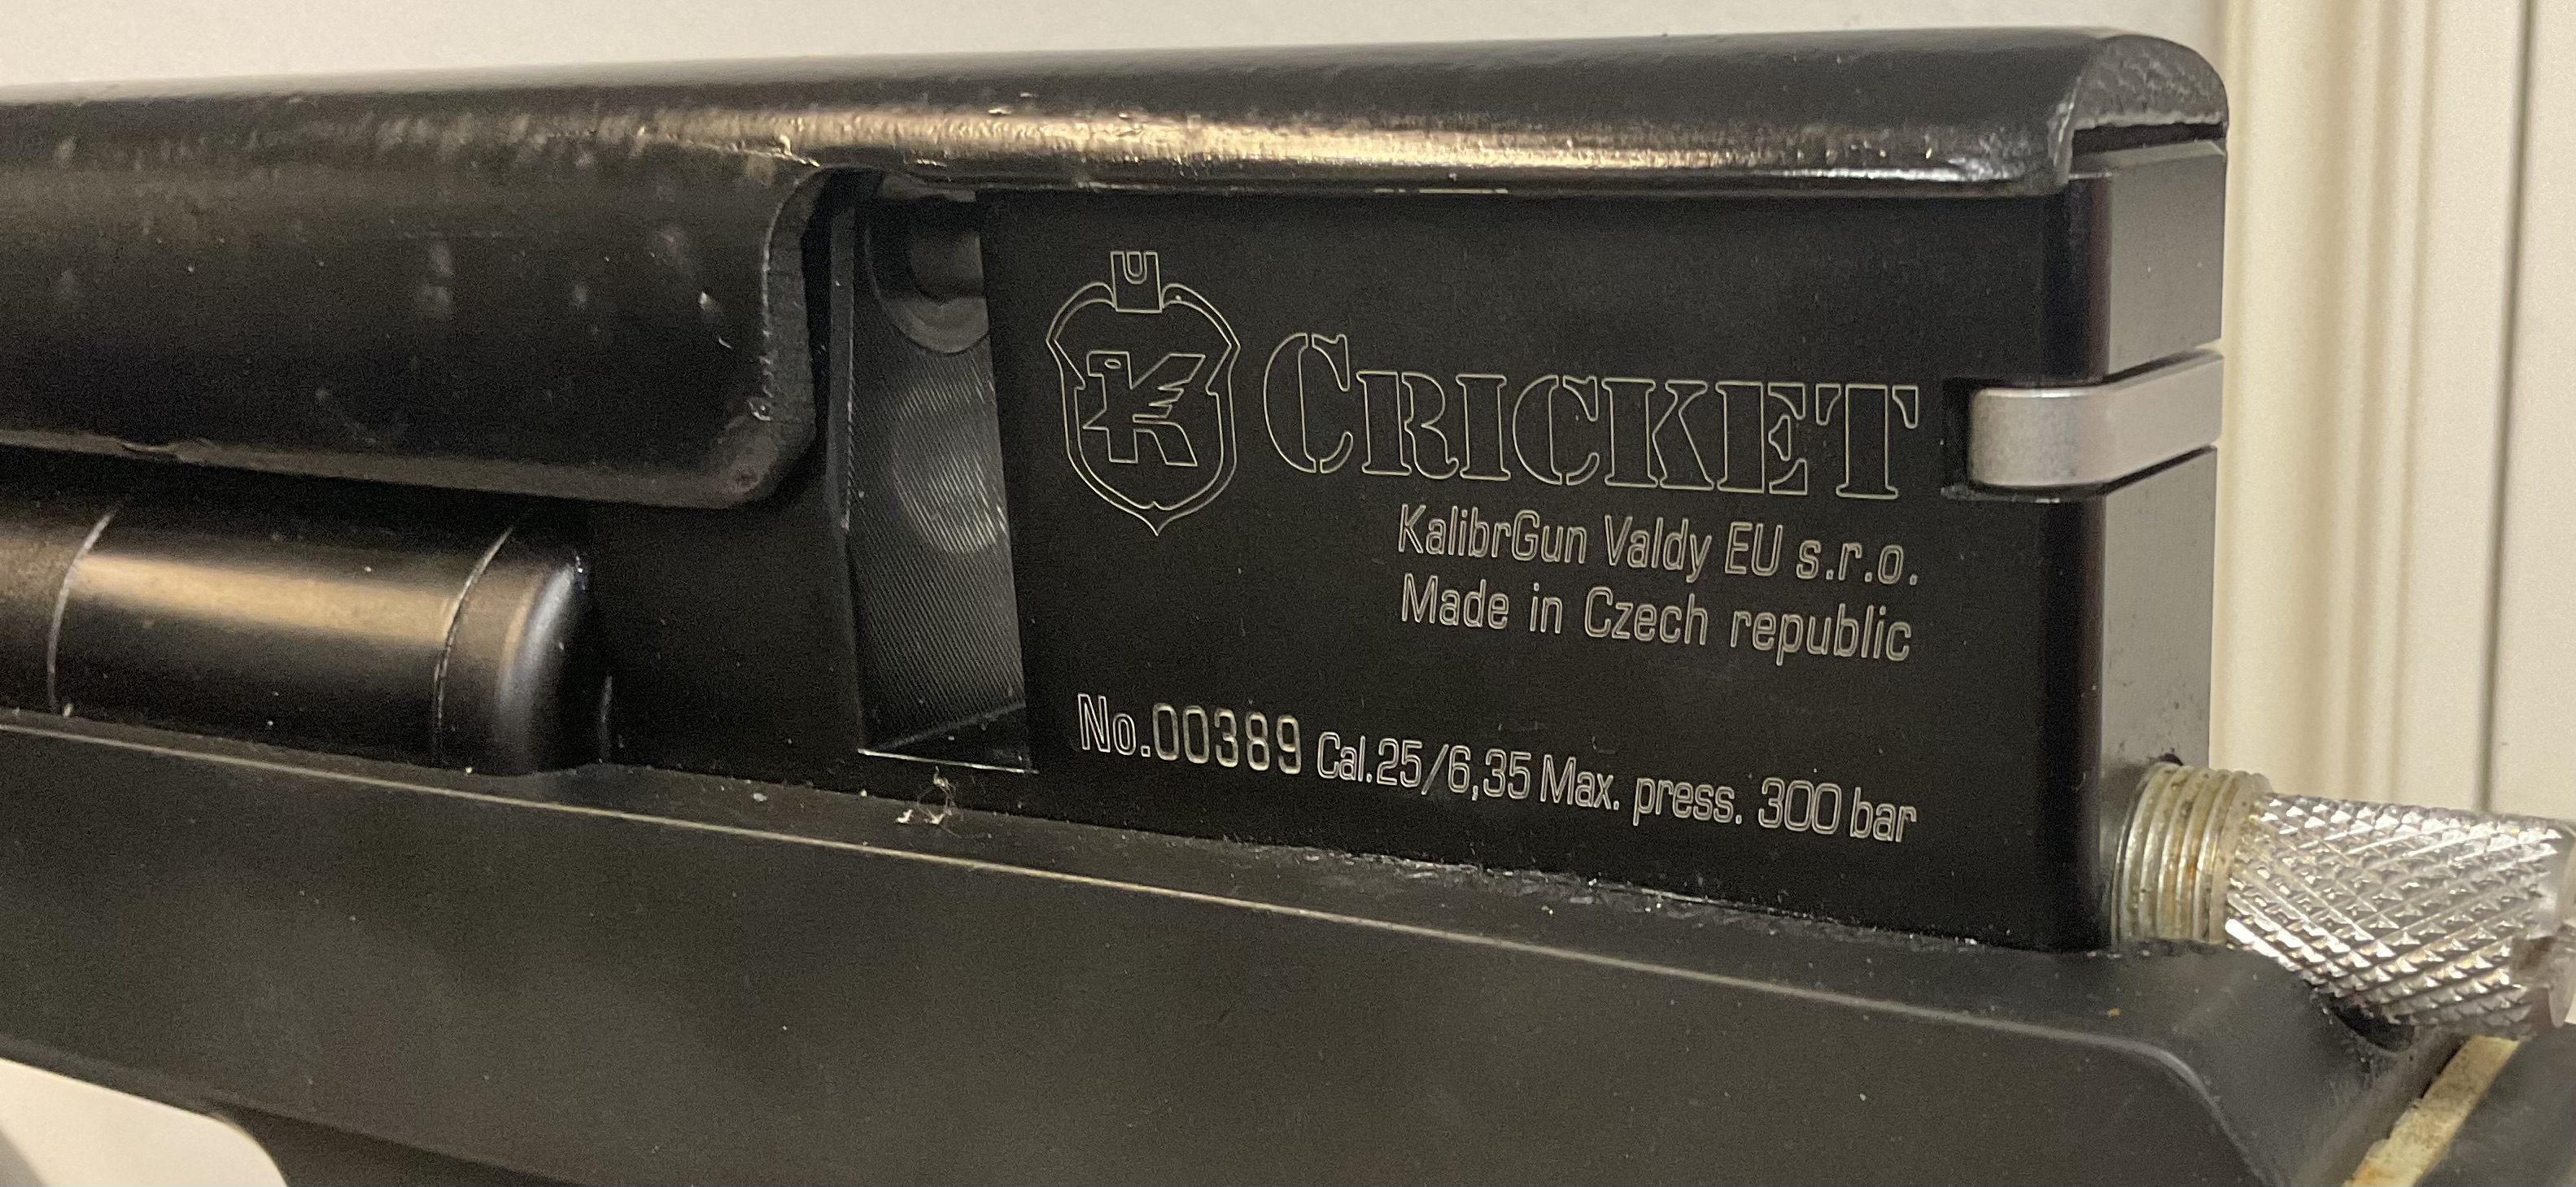 CRICKET
KalibrGun Valdy EU s.r.o.
Made in Czech republic
No.00389 Cal.25/6,35 Max. press. 300 bar